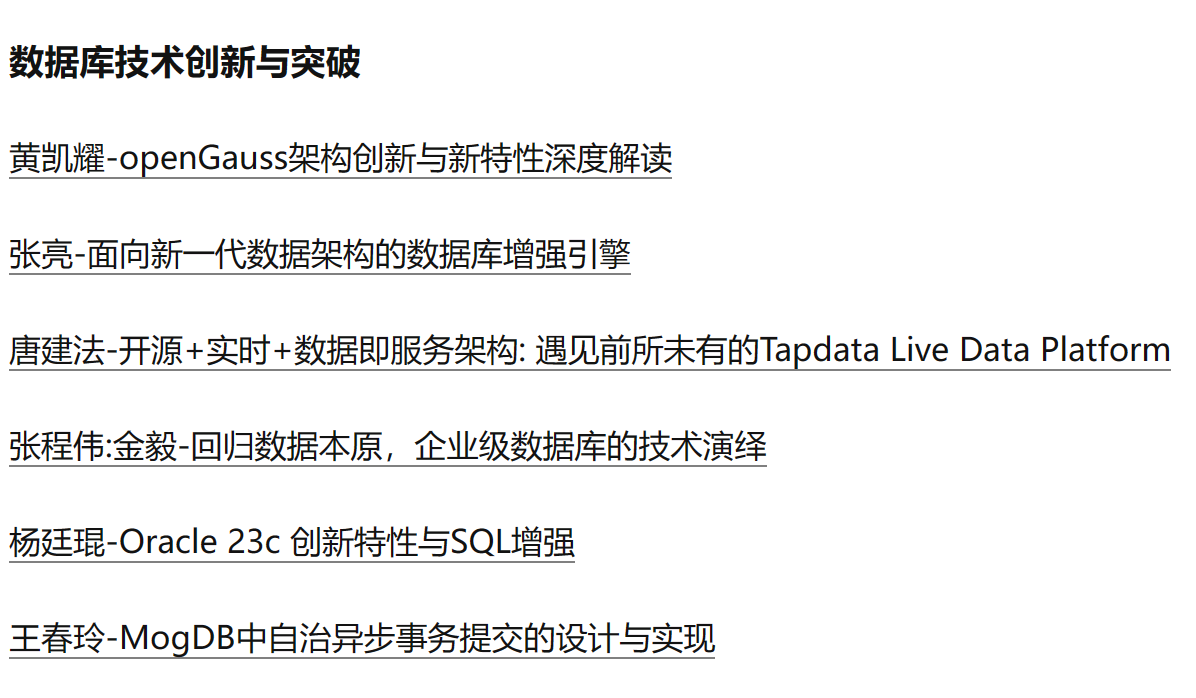 数据库技术创新与突破
黄凯耀-openGauss架构创新与新特性深度解读
张亮-面向新一代数据架构的数据库增强引擎
唐建法-开源+实时+数据即服务架构: 遇见前所未有的Tapdata Live Data Platform
张程伟:金毅-回归数据本原，企业级数据库的技术演绎
杨廷琨-Oracle 23c 创新特性与SQL增强
王春玲-MogDB中自治异步事务提交的设计与实现